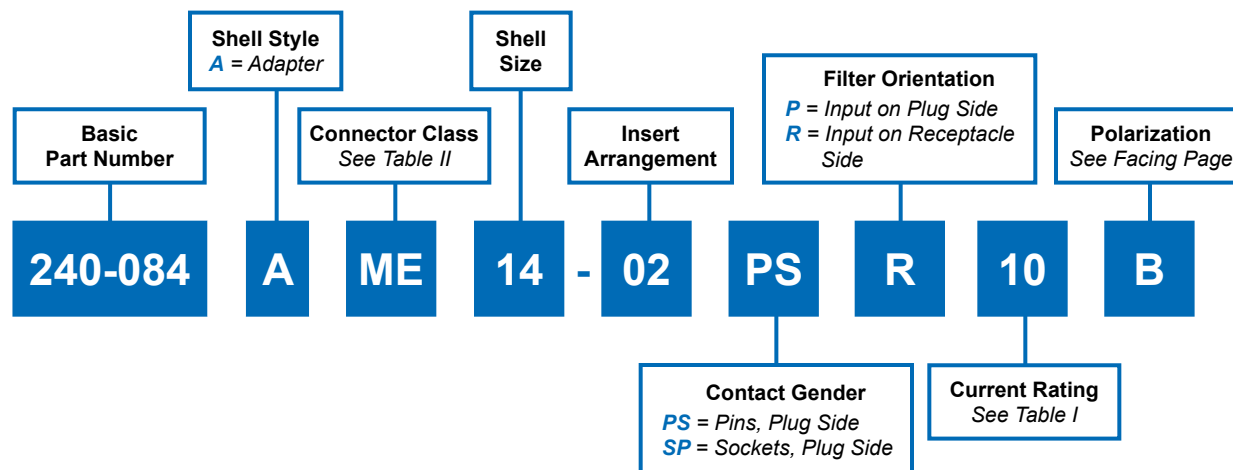 Shell Style
A = Adapter
Shell
Size
Filter Orientation
P = Input on Plug Side
R = Input on Receptacle
Side
Basic
Part Number
Connector Class
See Table II
Insert
Arrangement
Polarization
See Facing Page
240-084 A ME 14 - 02 PS R 10 B
Contact Gender
PS = Pins, Plug Side
SP = Sockets, Plug Side
Current Rating
See Table I